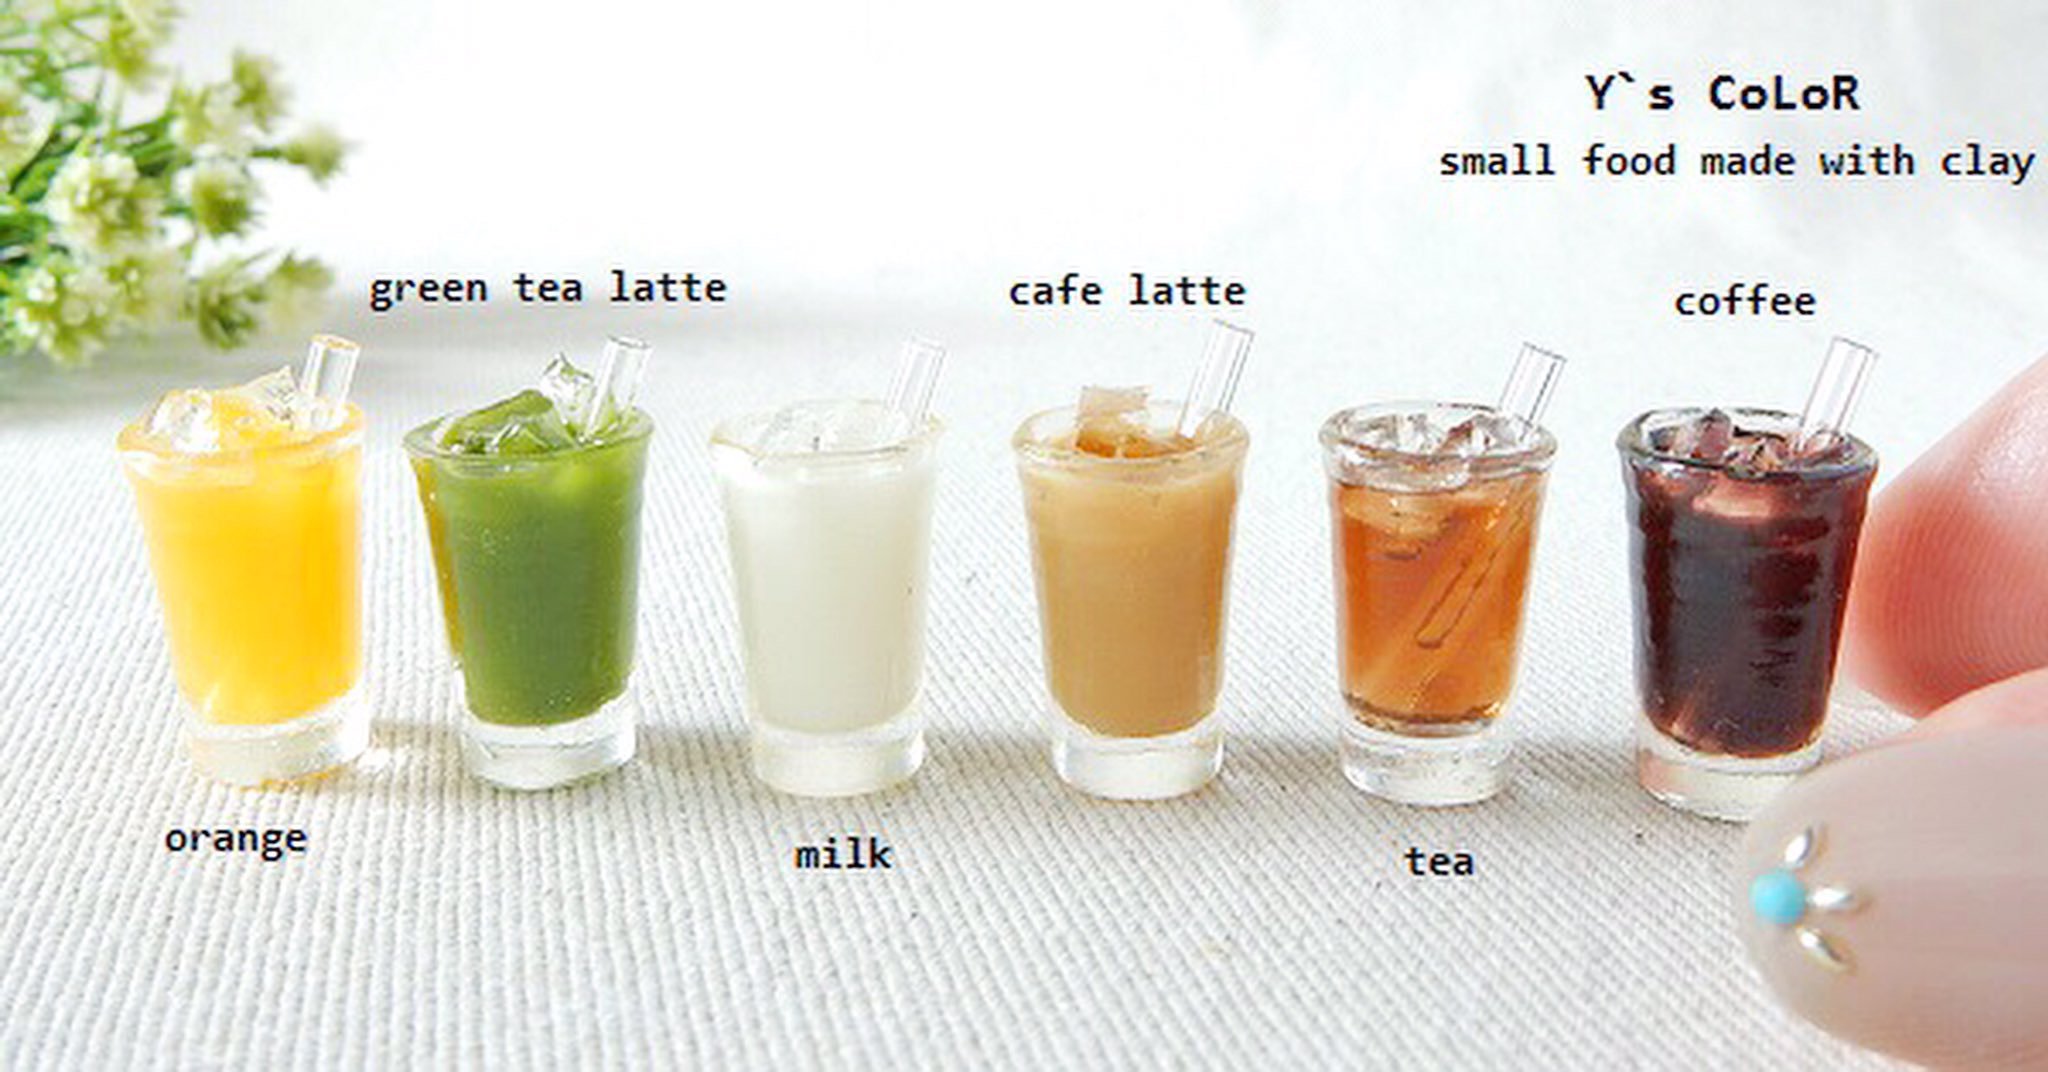 Y`s CoLoR
small food made with clay
green tea latte
cafe latte
coffee
orange
milk
tea